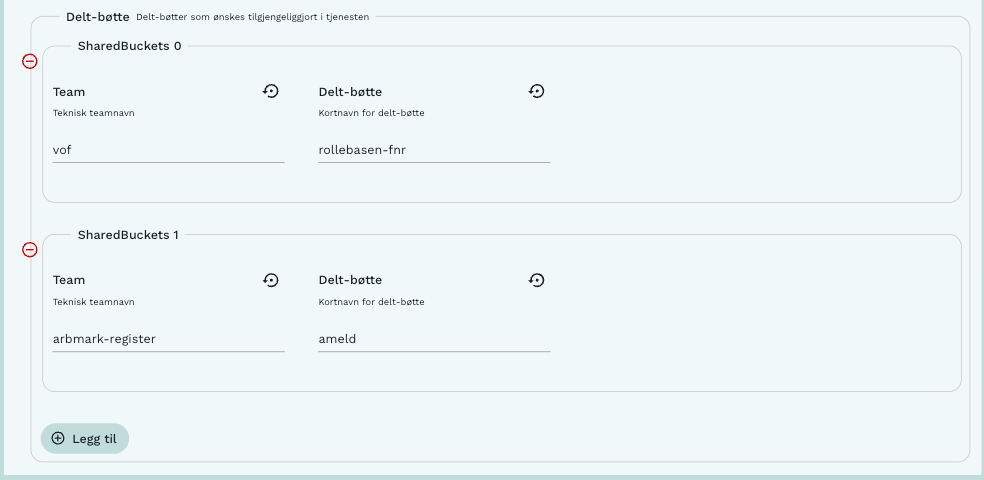 Delt-bøtte Delt-bøtter som ønskes tilgjengeliggjort i tjenesten
SharedBuckets 0
Team Delt-bøtte
Teknisk teamnavn Kortnavn for delt-bøtte
vof rollebasen-fnr
SharedBuckets 1
Team Delt-bøtte
Teknisk teamnavn Kortnavn for delt-bøtte
arbmark-register ameld
Legg til